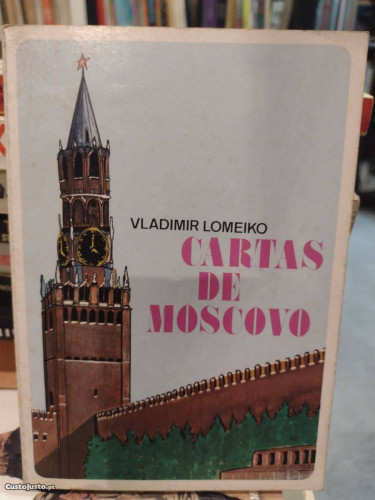 VLADIMIR LOMEIKO
CARTAS
DE
MOSCOVO
CustoJusto.pt